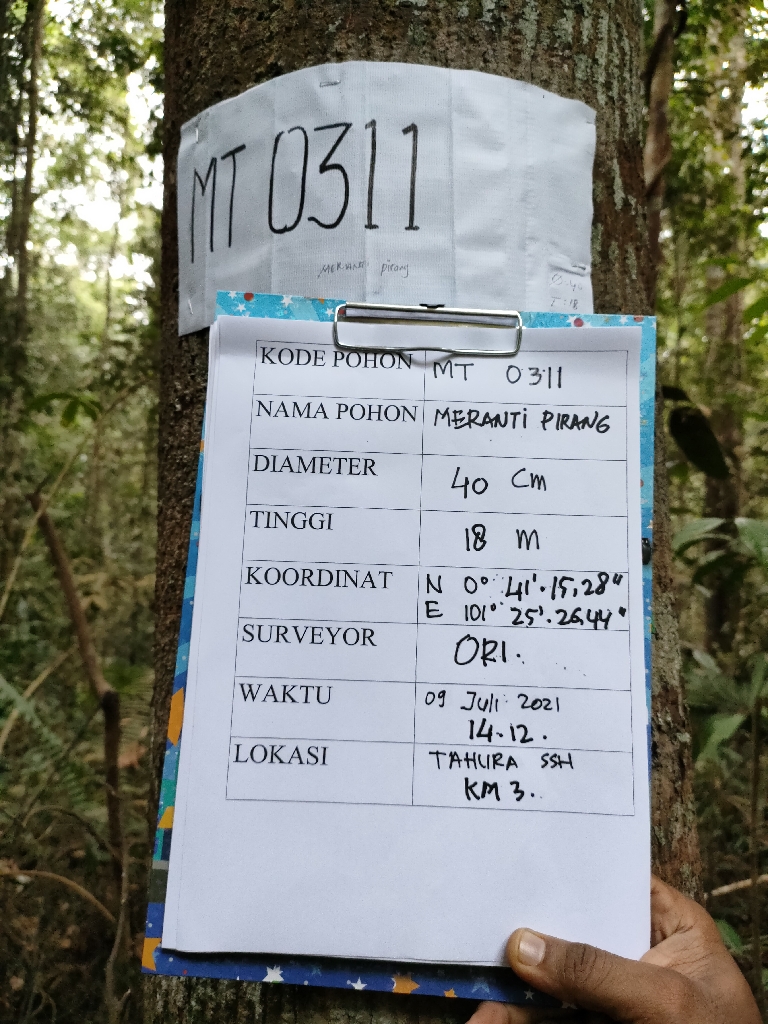 MT 0311
MERANTI pirang
T: 18
KODE POHON MT 0311
NAMA POHON MERANTI PIRANG
DIAMETER 40 Cm
TINGGI 18 m
KOORDINAT N 0° 41'.15,28"
E 101° 25'.26,44"
SURVEYOR ORI.
WAKTU 09 Juli 2021
14.12.
LOKASI TAHURA SSH
KM 3.